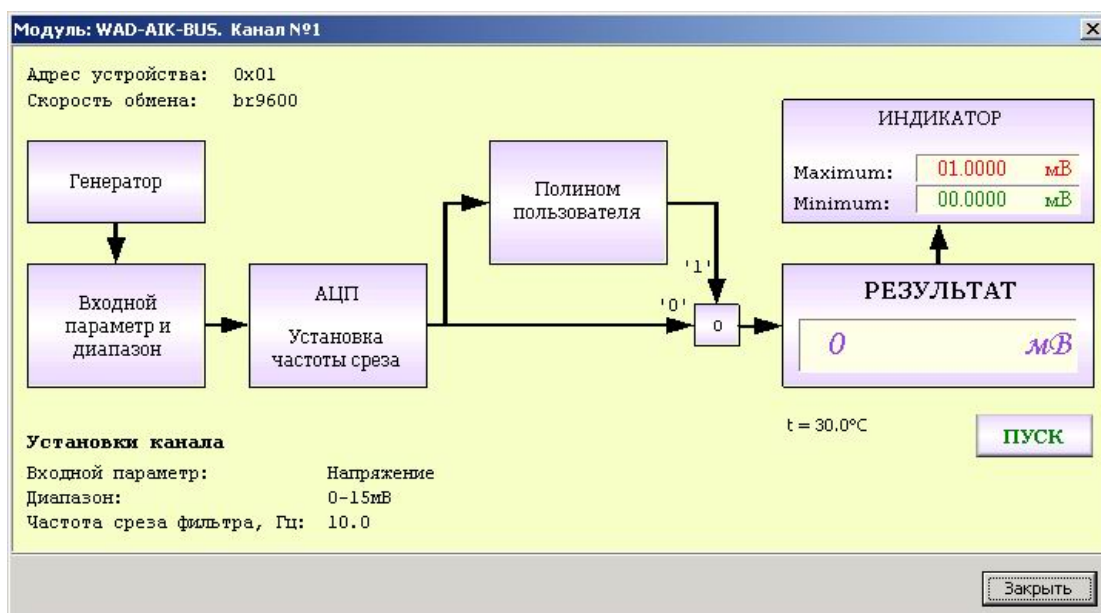 Модуль: WAD-AIK-BUS. Канал №1
Адрес устройства: 0x01
Скорость обмена: br9600
Генератор
Входной
параметр и
диапазон
АЦП
Установка
частоты среза
Полином
пользователя
'1'
'0'
0
ИНДИКАТОР
Maximum: 01.0000 мВ
Minimum: 00.0000 мВ
РЕЗУЛЬТАТ
0 мВ
t = 30.0°C
ПУСК
Установки канала
Входной параметр: Напряжение
Диапазон: 0-15мВ
Частота среза фильтра, Гц: 10.0
Закрыть